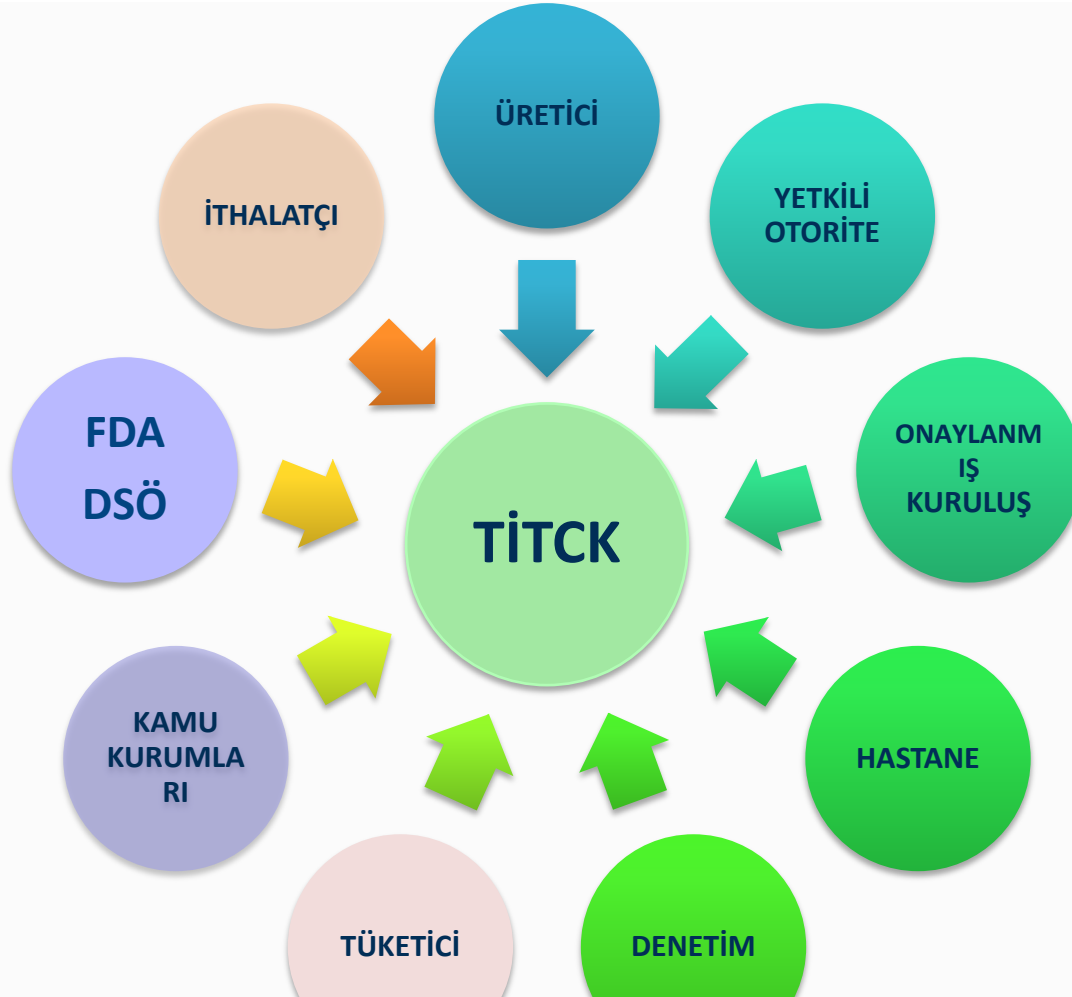 ÜRETİCİ
YETKİLİ
OTORİTE
ONAYLANM
IŞ
KURULUŞ
HASTANE
DENETİM
TÜKETİCİ
KAMU
KURUMLA
RI
FDA
DSÖ
İTHALATÇI
TİTCK